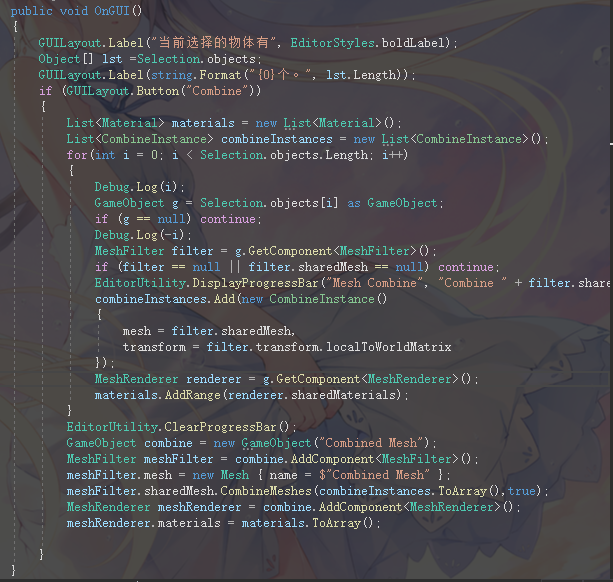 public void OnGUI()
{
GUILayout.Label("当前选择的物体有", EditorStyles.boldLabel);
Object[] lst =Selection.objects;
GUILayout.Label(string.Format("{0}个。", lst.Length));
if (GUILayout.Button("Combine"))
{
List<Material> materials = new List<Material>();
List<CombineInstance> combineInstances = new List<CombineInstance>();
for(int i = 0; i < Selection.objects.Length; i++)
{
Debug.Log(i);
GameObject g = Selection.objects[i] as GameObject;
if (g == null) continue;
Debug.Log(-i);
MeshFilter filter = g.GetComponent<MeshFilter>();
if (filter == null || filter.sharedMesh == null) continue;
EditorUtility.DisplayProgressBar("Mesh Combine", "Combine " + filter.share
combineInstances.Add(new CombineInstance()
{
mesh = filter.sharedMesh,
transform = filter.transform.localToWorldMatrix
});
MeshRenderer renderer = g.GetComponent<MeshRenderer>();
materials.AddRange(renderer.sharedMaterials);
}
EditorUtility.ClearProgressBar();
GameObject combine = new GameObject("Combined Mesh");
MeshFilter meshFilter = combine.AddComponent<MeshFilter>();
meshFilter.mesh = new Mesh { name = $"Combined Mesh" };
meshFilter.sharedMesh.CombineMeshes(combineInstances.ToArray(),true);
MeshRenderer meshRenderer = combine.AddComponent<MeshRenderer>();
meshRenderer.materials = materials.ToArray();
}
}